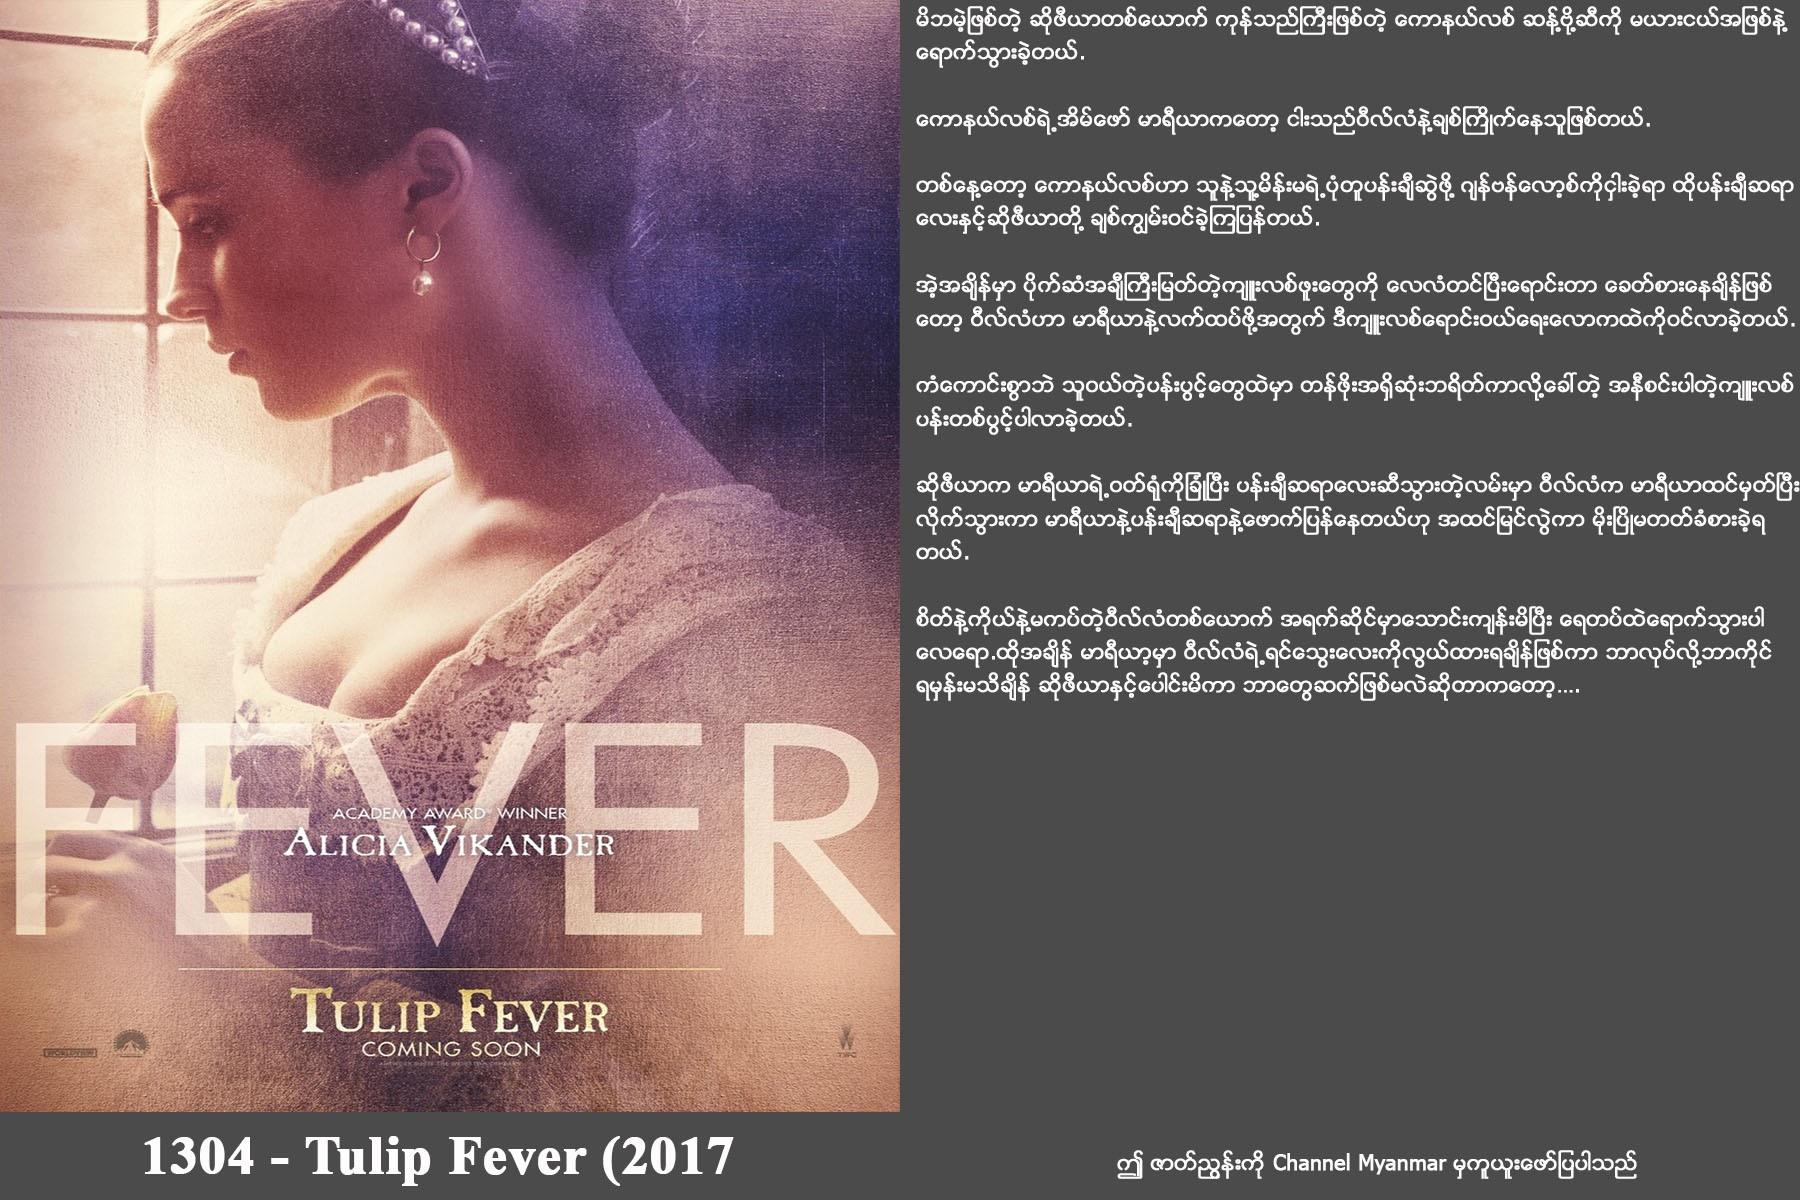 FEVER
ACADEMY AWARD® WINNER
ALICIA VIKANDER
TULIP FEVER
COMING SOON
WORLDVIEW
TWC
1304 - Tulip Fever (2017
မိဘမဲ့ဖြစ်တဲ့ ဆိုဖီယာတစ်ယောက် ကုန်သည်ကြီးဖြစ်တဲ့ ကောနယ်လစ် ဆန့်ဗို့ဆီကို မယားငယ်အဖြစ်နဲ့
ရောက်သွားခဲ့တယ်.
ကောနယ်လစ်ရဲ့အိမ်ဖော် မာရီယာကတော့ ငါးသည်ဝီလ်လံနဲ့ချစ်ကြိုက်နေသူဖြစ်တယ်.
တစ်နေ့တော့ ကောနယ်လစ်ဟာ သူနဲ့သူ့မိန်းမရဲ့ပုံတူပန်းချီဆွဲဖို့ ဂျန်ဗန်လော့စ်ကိုငှါးခဲ့ရာ ထိုပန်းချီဆရာ
လေးနှင့်ဆိုဖီယာတို့ ချစ်ကျွမ်းဝင်ခဲ့ကြပြန်တယ်.
အဲ့အချိန်မှာ ပိုက်ဆံအချီကြီးမြတ်တဲ့ကျူးလစ်ဖူးတွေကို လေလံတင်ပြီးရောင်းတာ ခေတ်စားနေချိန်ဖြစ်
တော့ ဝီလ်လံဟာ မာရီယာနဲ့လက်ထပ်ဖို့အတွက် ဒီကျူးလစ်ရောင်းဝယ်ရေးလောကထဲကိုဝင်လာခဲ့တယ်.
ကံကောင်းစွာဘဲ သူဝယ်တဲ့ပန်းပွင့်တွေထဲမှာ တန်ဖိုးအရှိဆုံးဘရိတ်ကာလို့ခေါ်တဲ့ အနီစင်းပါတဲ့ကျူးလစ်
ပန်းတစ်ပွင့်ပါလာခဲ့တယ်.
ဆိုဖီယာက မာရီယာရဲ့ဝတ်ရုံကိုခြုံပြီး ပန်းချီဆရာလေးဆီသွားတဲ့လမ်းမှာ ဝီလ်လံက မာရီယာထင်မှတ်ပြီး
လိုက်သွားကာ မာရီယာနဲ့ပန်းချီဆရာနဲ့ဖောက်ပြန်နေတယ်ဟု အထင်မြင်လွဲကာ မိုးပြိုမတတ်ခံစားခဲ့ရ
တယ်.
စိတ်နဲ့ကိုယ်နဲ့မကပ်တဲ့ဝီလ်လံတစ်ယောက် အရက်ဆိုင်မှာသောင်းကျန်းမိပြီး ရေတပ်ထဲရောက်သွားပါ
လေရော.ထိုအချိန် မာရီယာ့မှာ ဝီလ်လံရဲ့ရင်သွေးလေးကိုလွယ်ထားရချိန်ဖြစ်ကာ ဘာလုပ်လို့ဘာကိုင်
ရမှန်းမသိချိန် ဆိုဖီယာနှင့်ပေါင်းမိကာ ဘာတွေဆက်ဖြစ်မလဲဆိုတာကတော့....
ဤ ဇာတ်ညွှန်းကို Channel Myanmar မှကူယူးဖော်ပြပါသည်